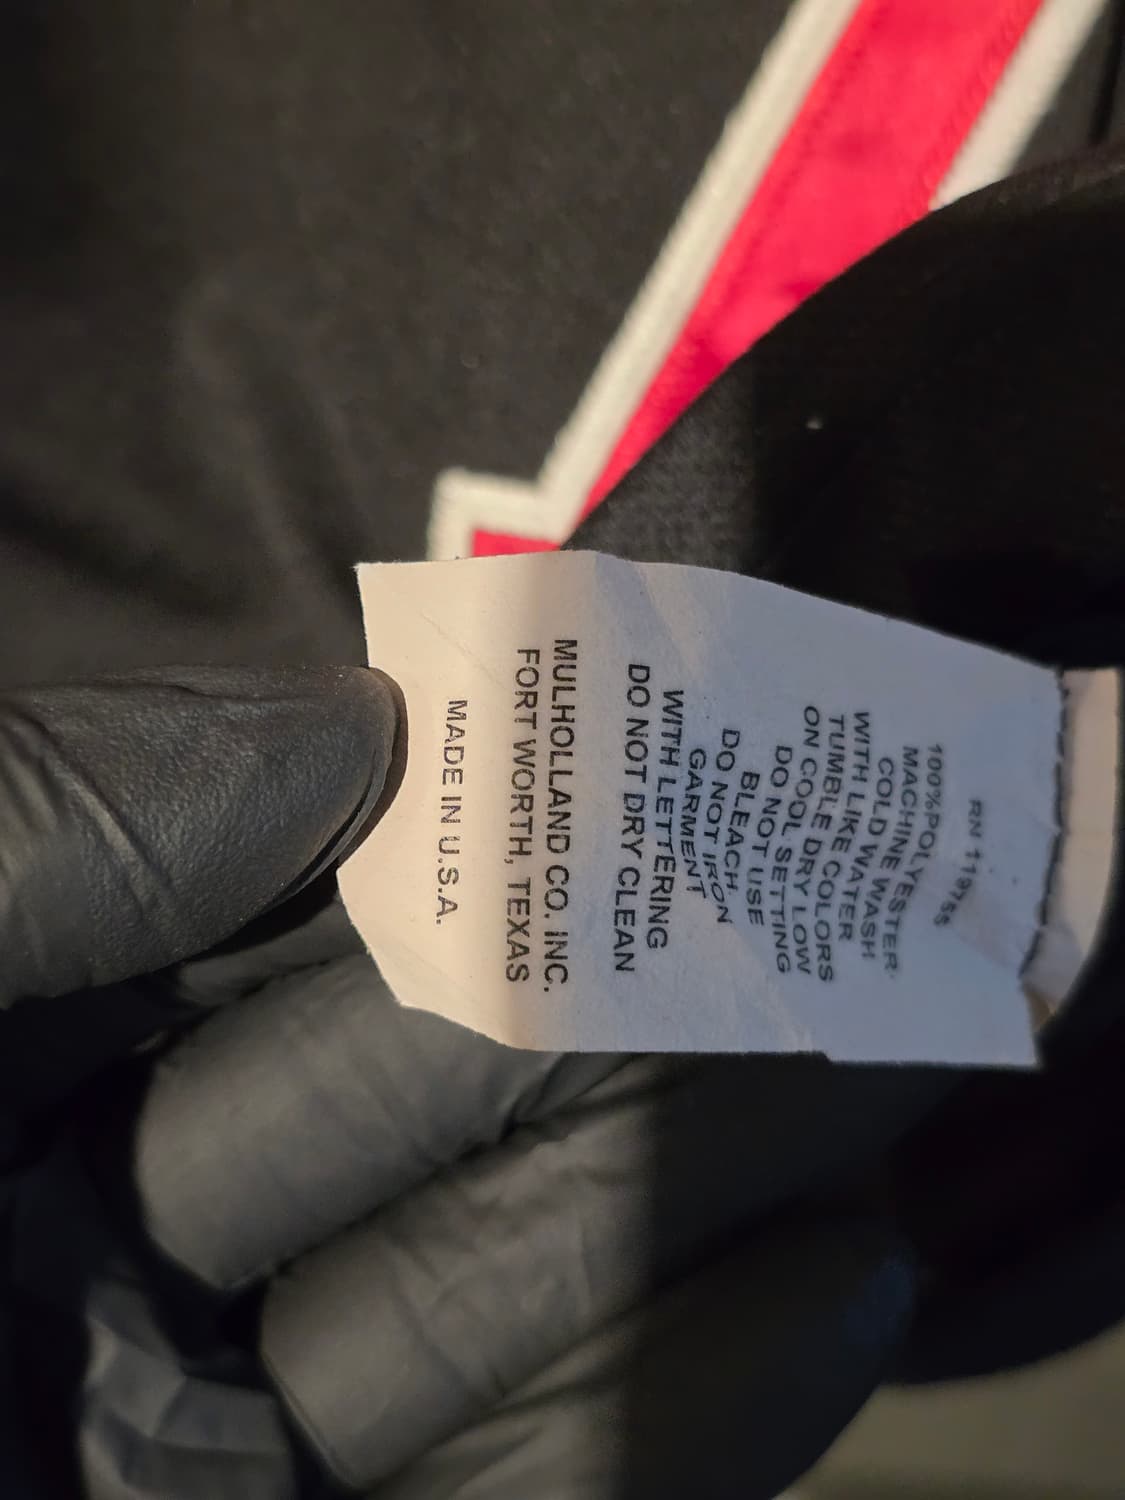 RN 119755
100%POLYESTER
MACHINE WASH
COLD WATER
WITH LIKE COLORS
TUMBLE DRY LOW
ON COOL SETTING
DO NOT USE
BLEACH
DO NOT IRON
GARMENT
WITH LETTERING
DO NOT DRY CLEAN
MULHOLLAND CO. INC.
FORT WORTH, TEXAS
MADE IN U.S.A.